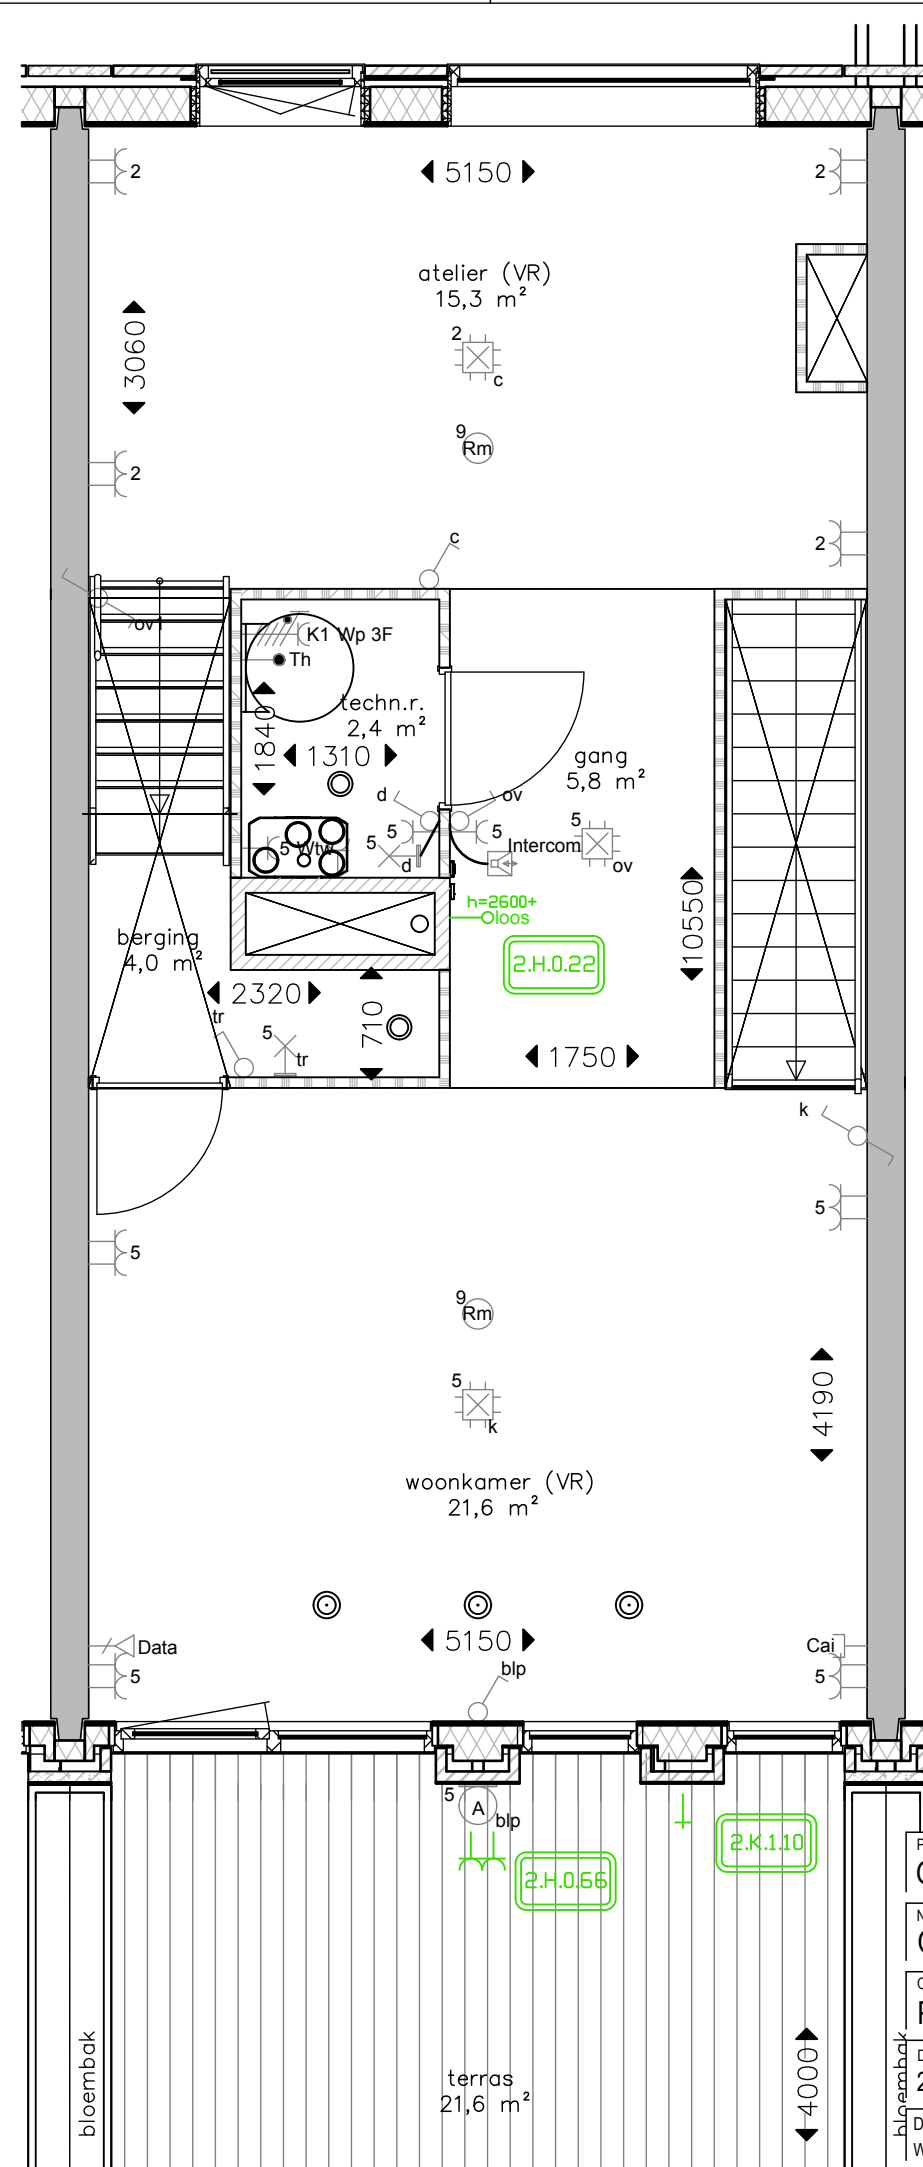 2
5150
2
atelier (VR)
15,3 m²
3060
2
c
9
Rm
2
2
c
ov1
K1 Wp 3F
Th
techn.r.
2,4 m²
1840
1310
gang
5,8 m²
d
ov
5
5
5
5 Wtw
5
d
Intercom
ov
h=2600+
loos
10550
berging
4,0 m²
2.H.0.22
2320
710
tr
5
tr
1750
k
5
5
9
Rm
5
k
4190
woonkamer (VR)
21,6 m²
Data
5
5150
Cai
5
blp
5
A
blp
2.K.1.10
2.H.0.66
bloembak
terras
21,6 m²
4000
bloembak